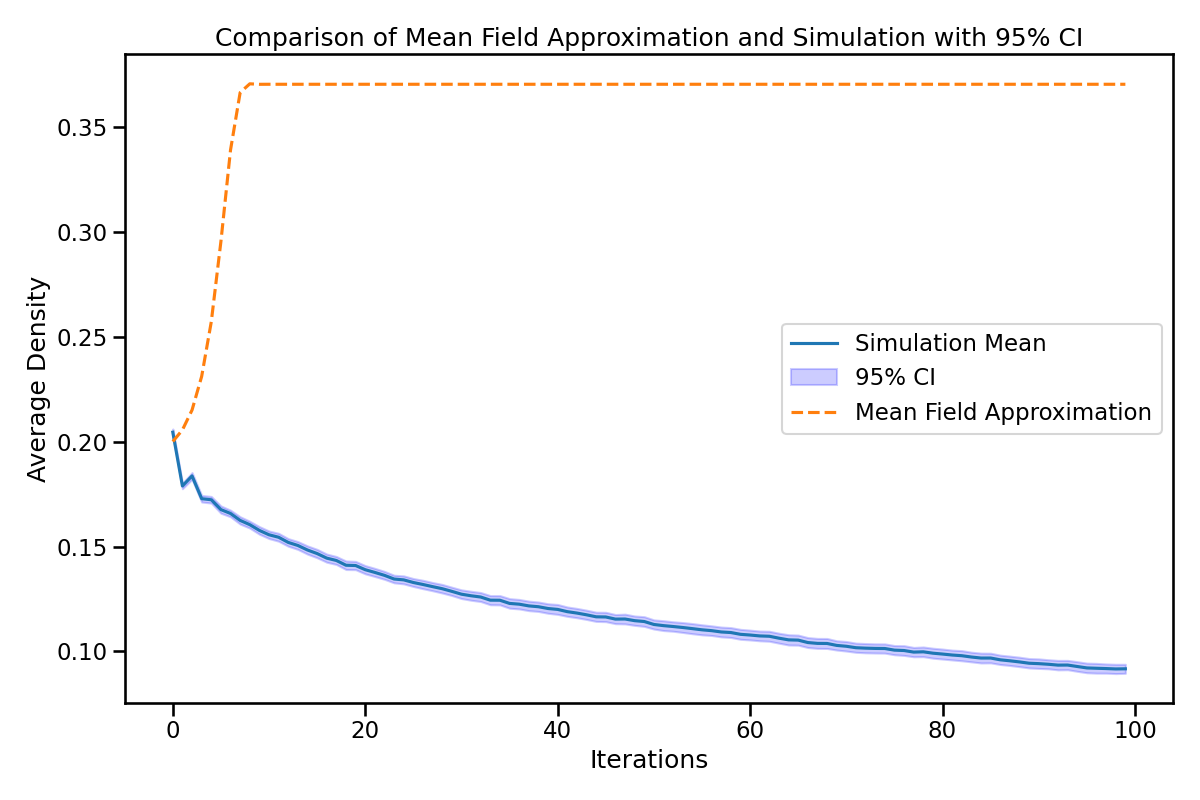 Comparison of Mean Field Approximation and Simulation with 95% CI
0.35
0.30
0.25
0.20
0.15
0.10
Average Density
Simulation Mean
95% CI
Mean Field Approximation
0 20 40 60 80 100
Iterations